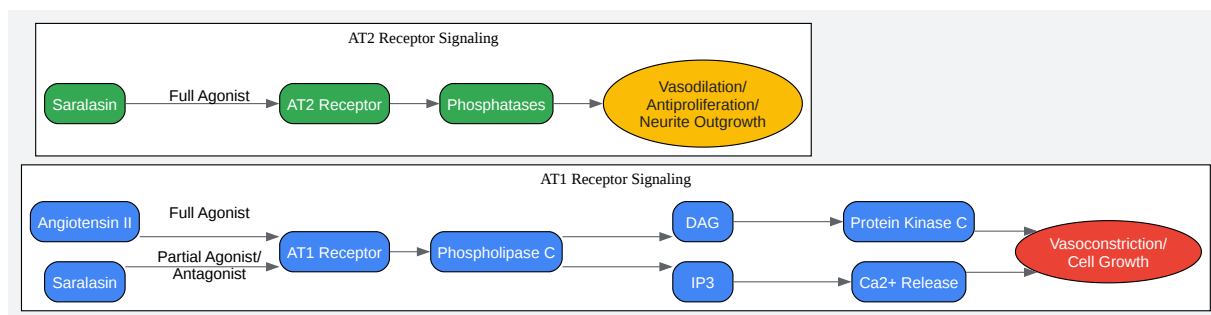 AT2 Receptor Signaling
Saralasin
Full Agonist
AT2 Receptor
Phosphatases
Vasodilation/
Antiproliferation/
Neurite Outgrowth
AT1 Receptor Signaling
Angiotensin II
Full Agonist
Saralasin
Partial Agonist/
Antagonist
AT1 Receptor
Phospholipase C
DAG
Protein Kinase C
IP3
Ca2+ Release
Vasoconstriction/
Cell Growth